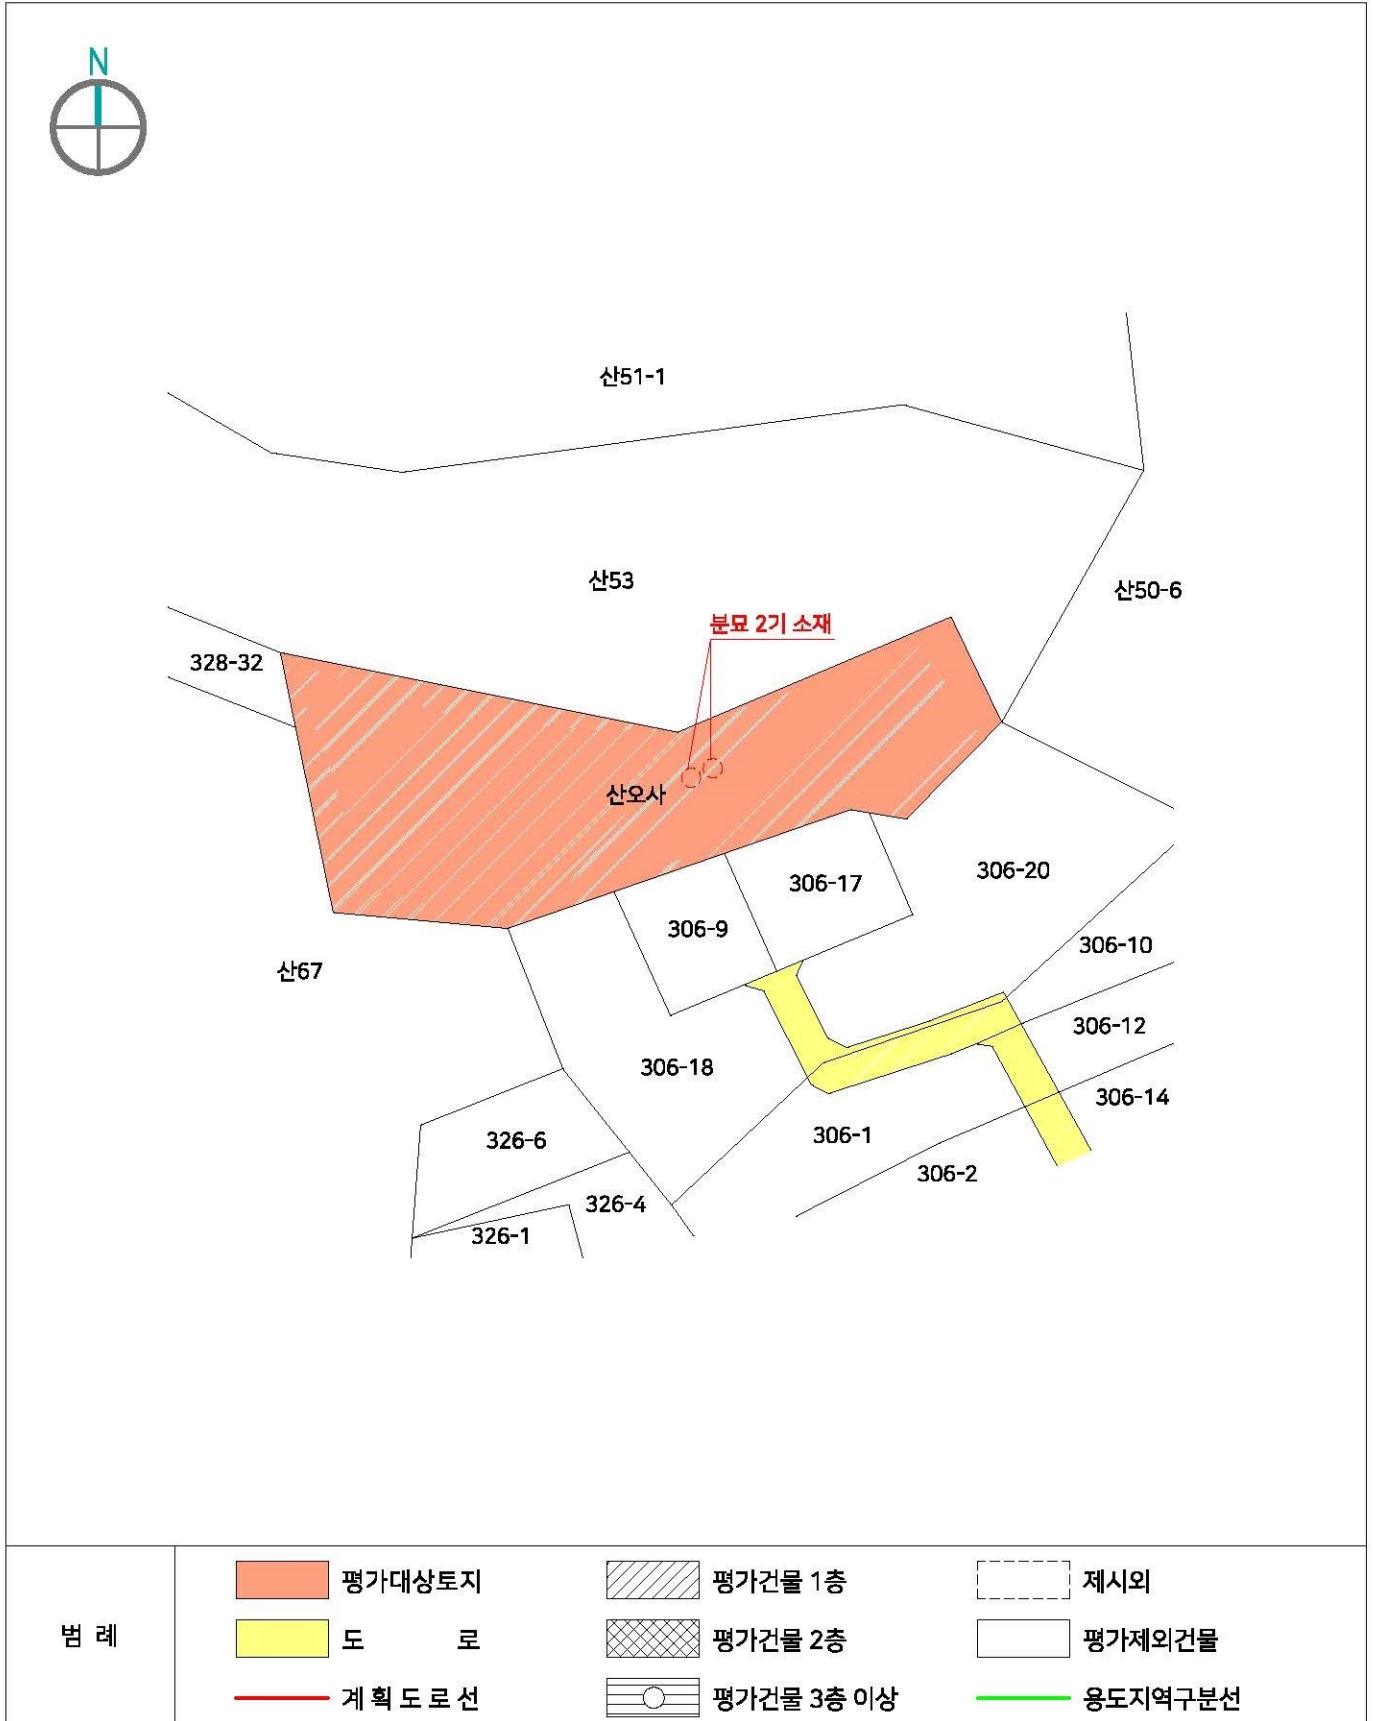 N
산51-1
산53
산50-6
분묘 2기 소재
328-32
산오사
306-17
306-20
306-9
306-10
산67
306-12
306-18
306-14
306-1
326-6
306-2
326-4
326-1
범 례
평가대상토지
평가건물 1층
제시외
도 로
평가건물 2층
평가제외건물
계 획 도 로 선
평가건물 3층 이상
용도지역구분선